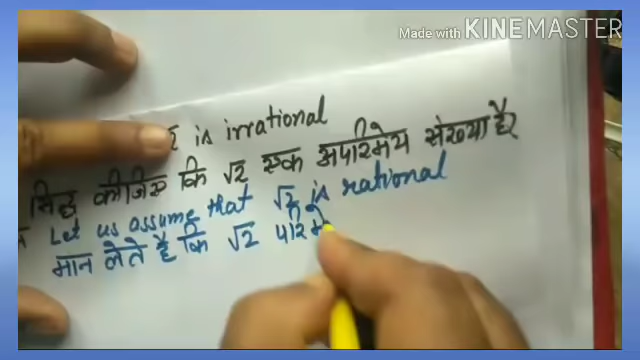 Made with KINEMASTER
is irrational
सिद्ध कीजिए कि √2 एक अपरिमेय संख्या है।
Let us assume that √2 is rational
मान लेते है कि √2